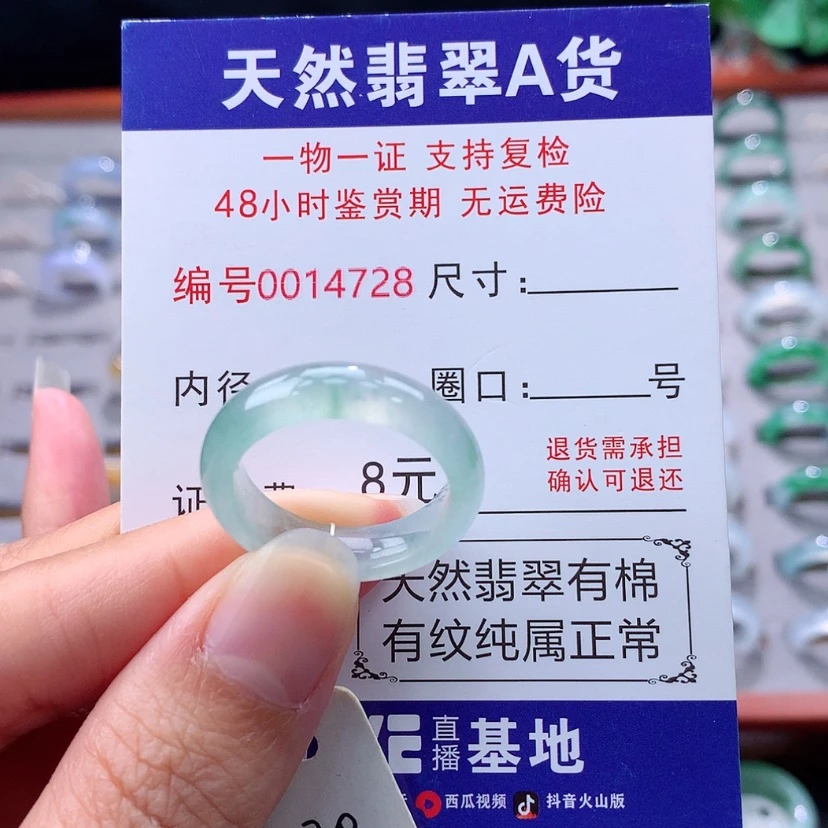 天然翡翠A货
一物一证 支持复检
48小时鉴赏期 无运费险
编号0014728 尺寸:
内径 圈口: 号
证 费 8元
退货需承担
确认可退还
天然翡翠有棉
有纹纯属正常
直播基地
西瓜视频 抖音火山版